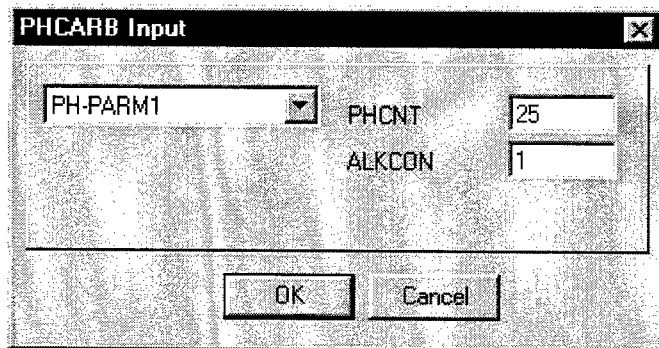 PHCARB Input
PH-PARM1
PHCNT 25
ALKCON 1
OK Cancel